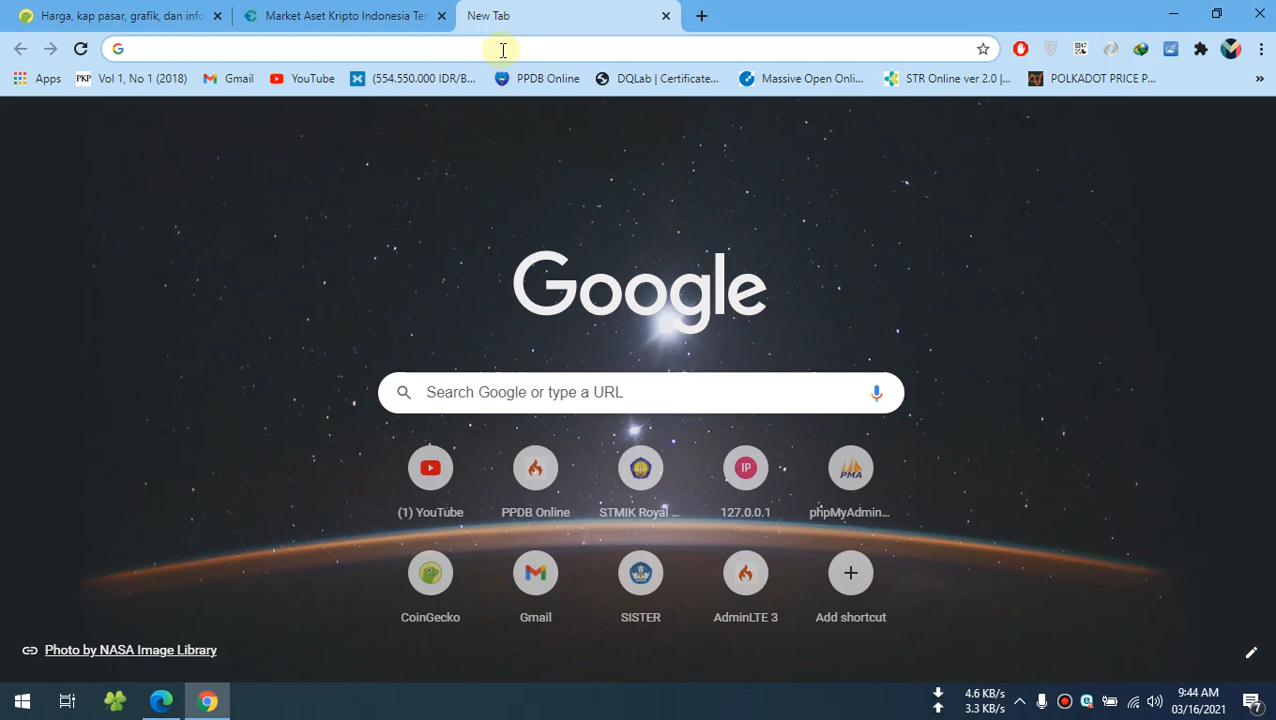 Harga, kap pasar, grafik, dan info
Market Aset Kripto Indonesia Ter
New Tab
Apps
PKP Vol 1, No 1 (2018)
Gmail
YouTube
(554.550.000 IDR/B...
PPDB Online
DQLab | Certificate...
Massive Open Onli...
STR Online ver 2.0 |...
POLKADOT PRICE P...
Google
Search Google or type a URL
IP
PMA
(1) YouTube
PPDB Online
STMIK Royal ...
127.0.0.1
phpMyAdmin...
CoinGecko
Gmail
SISTER
AdminLTE 3
Add shortcut
Photo by NASA Image Library
4.6 KB/s
3.3 KB/s
9:44 AM
03/16/2021
7